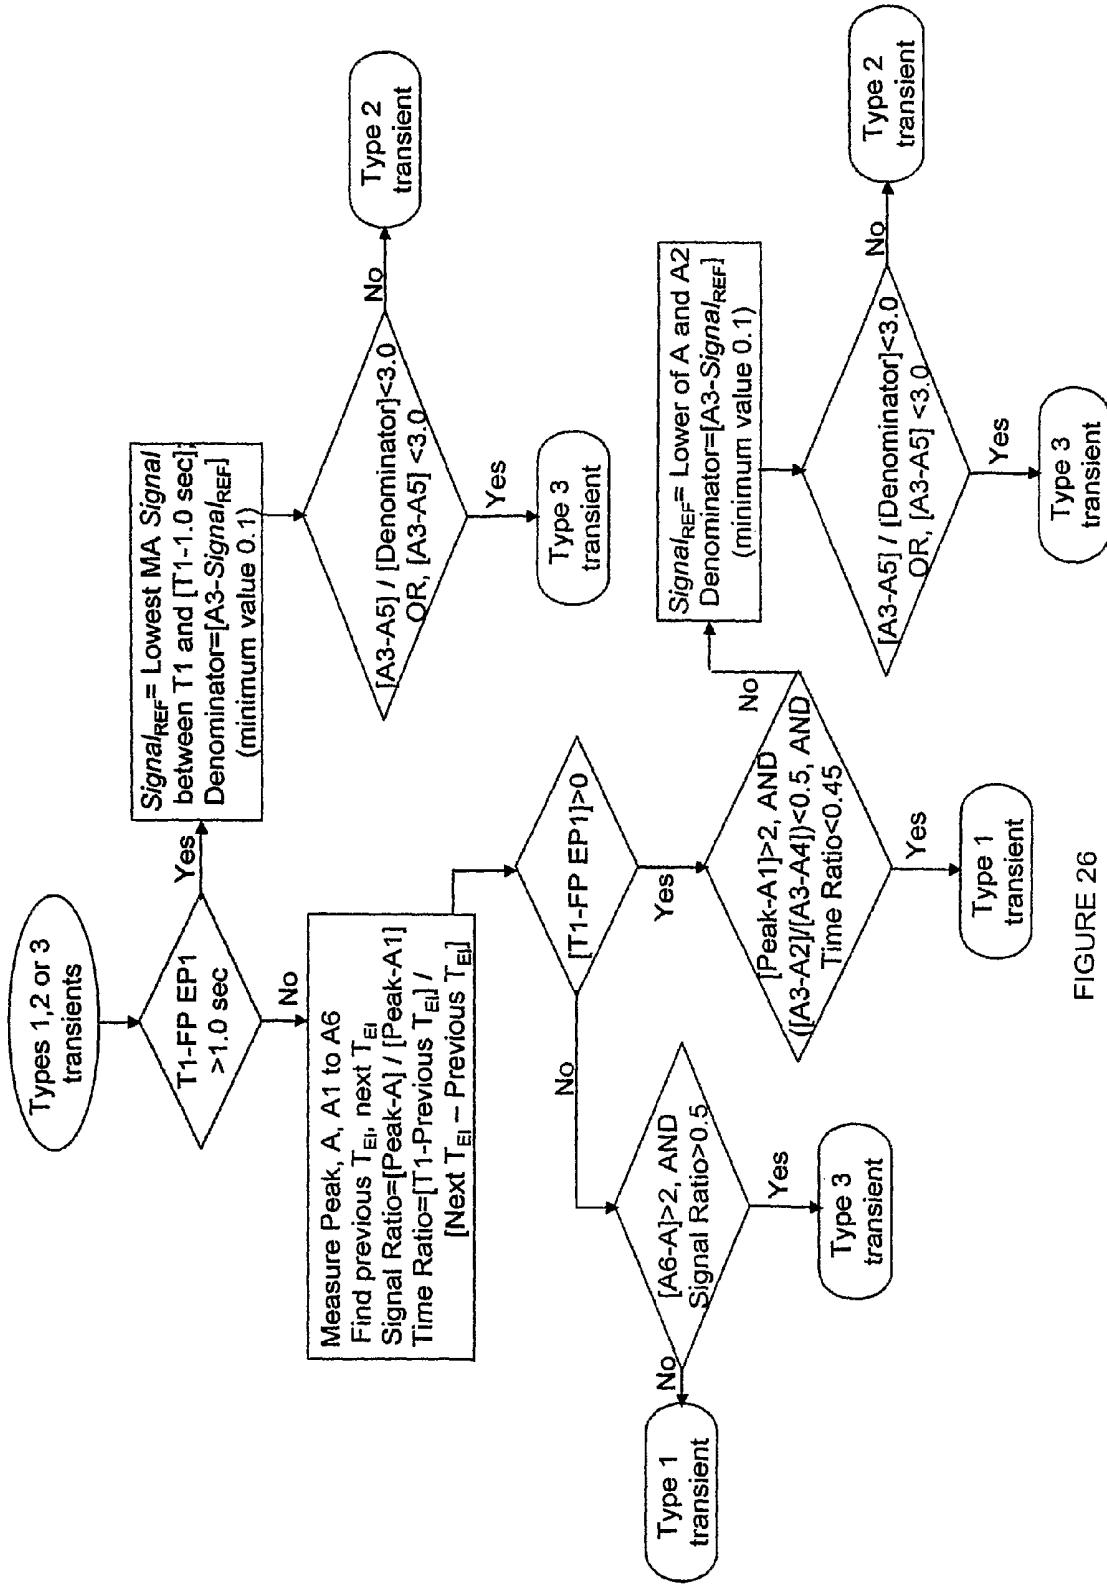 Types 1,2 or 3
transients
T1-FP EP1
>1.0 sec
Yes
No
Signal_REF= Lowest MA Signal
between T1 and [T1-1.0 sec];
Denominator=[A3-Signal_REF]
(minimum value 0.1)
[A3-A5] / [Denominator]<3.0
OR, [A3-A5] <3.0
No
Type 2
transient
Yes
Type 3
transient
Measure Peak, A, A1 to A6
Find previous T_EI, next T_EI
Signal Ratio=[Peak-A] / [Peak-A1]
Time Ratio=[T1-Previous T_EI] /
[Next T_EI – Previous T_EI]
[T1-FP EP1]>0
No
Yes
[A6-A]>2, AND
Signal Ratio>0.5
No
Type 1
transient
Yes
Type 3
transient
[Peak-A1]>2, AND
([A3-A2]/[A3-A4])<0.5, AND
Time Ratio<0.45
No
Yes
Type 1
transient
Signal_REF= Lower of A and A2
Denominator=[A3-Signal_REF]
(minimum value 0.1)
[A3-A5] / [Denominator]<3.0
OR, [A3-A5] <3.0
No
Type 2
transient
Yes
Type 3
transient
FIGURE 26